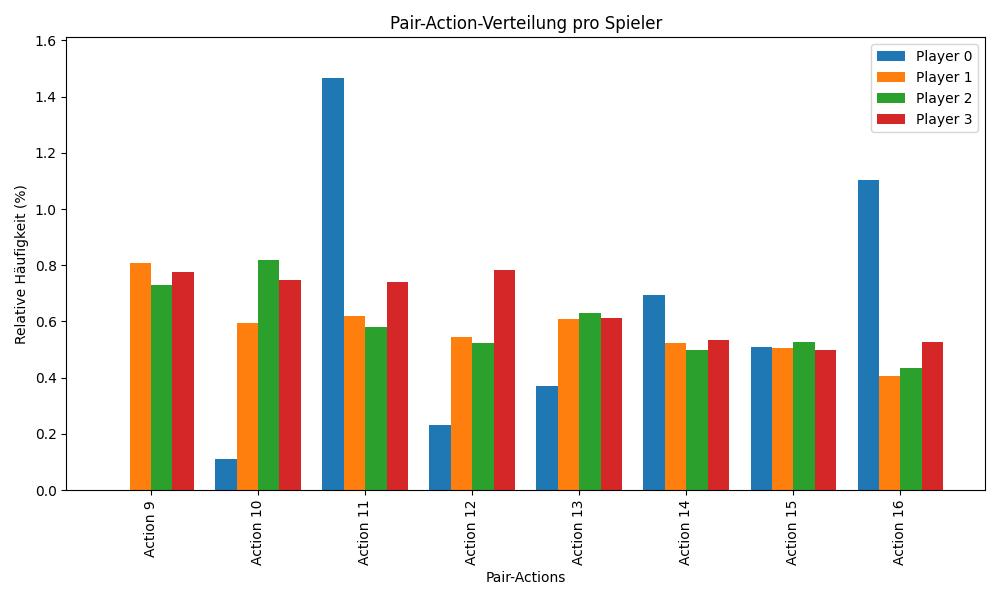 Pair-Action-Verteilung pro Spieler
1.6
1.4
1.2
1.0
0.8
0.6
0.4
0.2
0.0
Relative Häufigkeit (%)
Player 0
Player 1
Player 2
Player 3
Action 9
Action 10
Action 11
Action 12
Action 13
Action 14
Action 15
Action 16
Pair-Actions